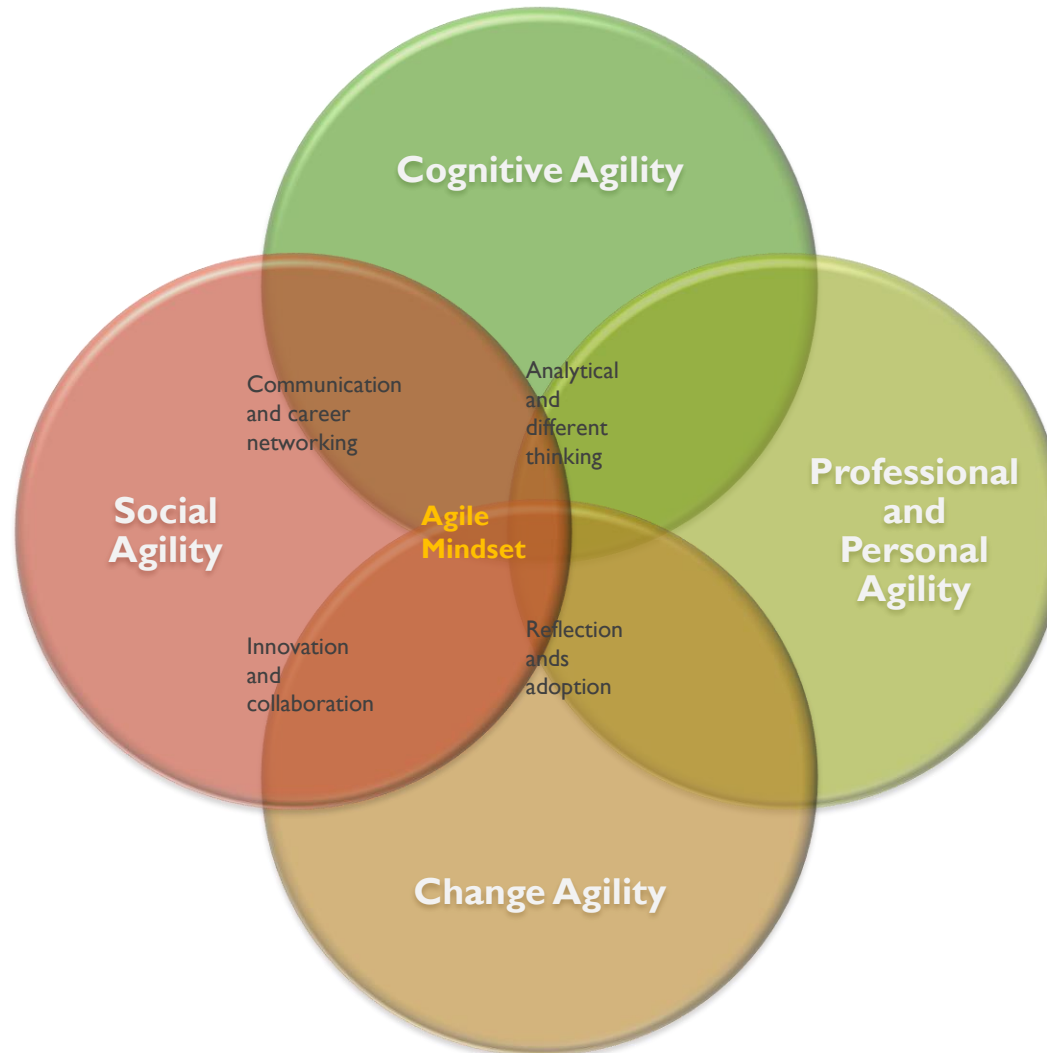 Cognitive Agility
Communication
and career
networking
Analytical
and
different
thinking
Social
Agility
Agile
Mindset
Professional
and
Personal
Agility
Innovation
and
collaboration
Reflection
ands
adoption
Change Agility